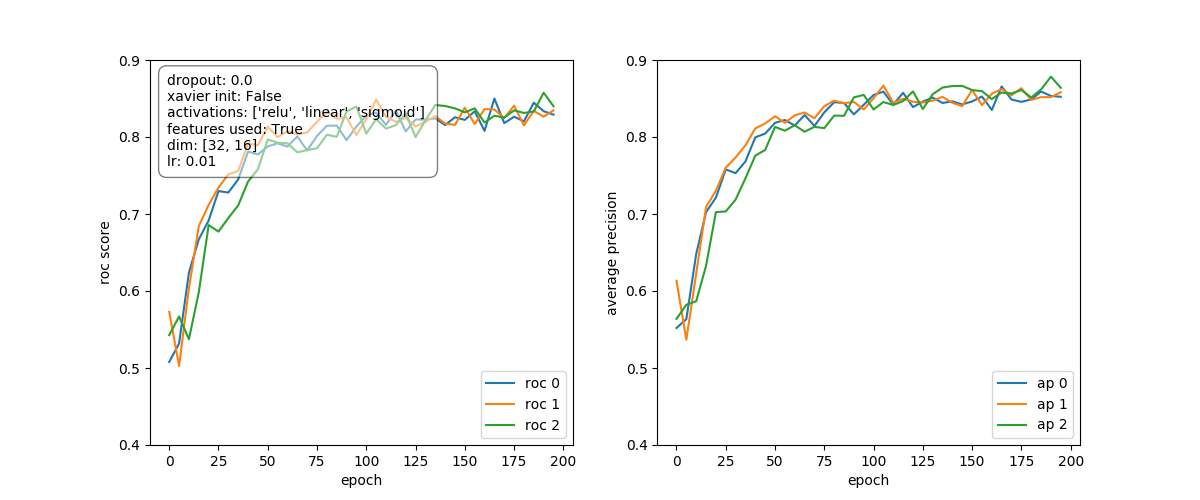 dropout: 0.0
xavier init: False
activations: ['relu', 'linear', 'sigmoid']
features used: True
dim: [32, 16]
lr: 0.01
roc score
0.9
0.8
0.7
0.6
0.5
0.4
0 25 50 75 100 125 150 175 200
epoch
roc 0
roc 1
roc 2
average precision
0.9
0.8
0.7
0.6
0.5
0.4
0 25 50 75 100 125 150 175 200
epoch
ap 0
ap 1
ap 2